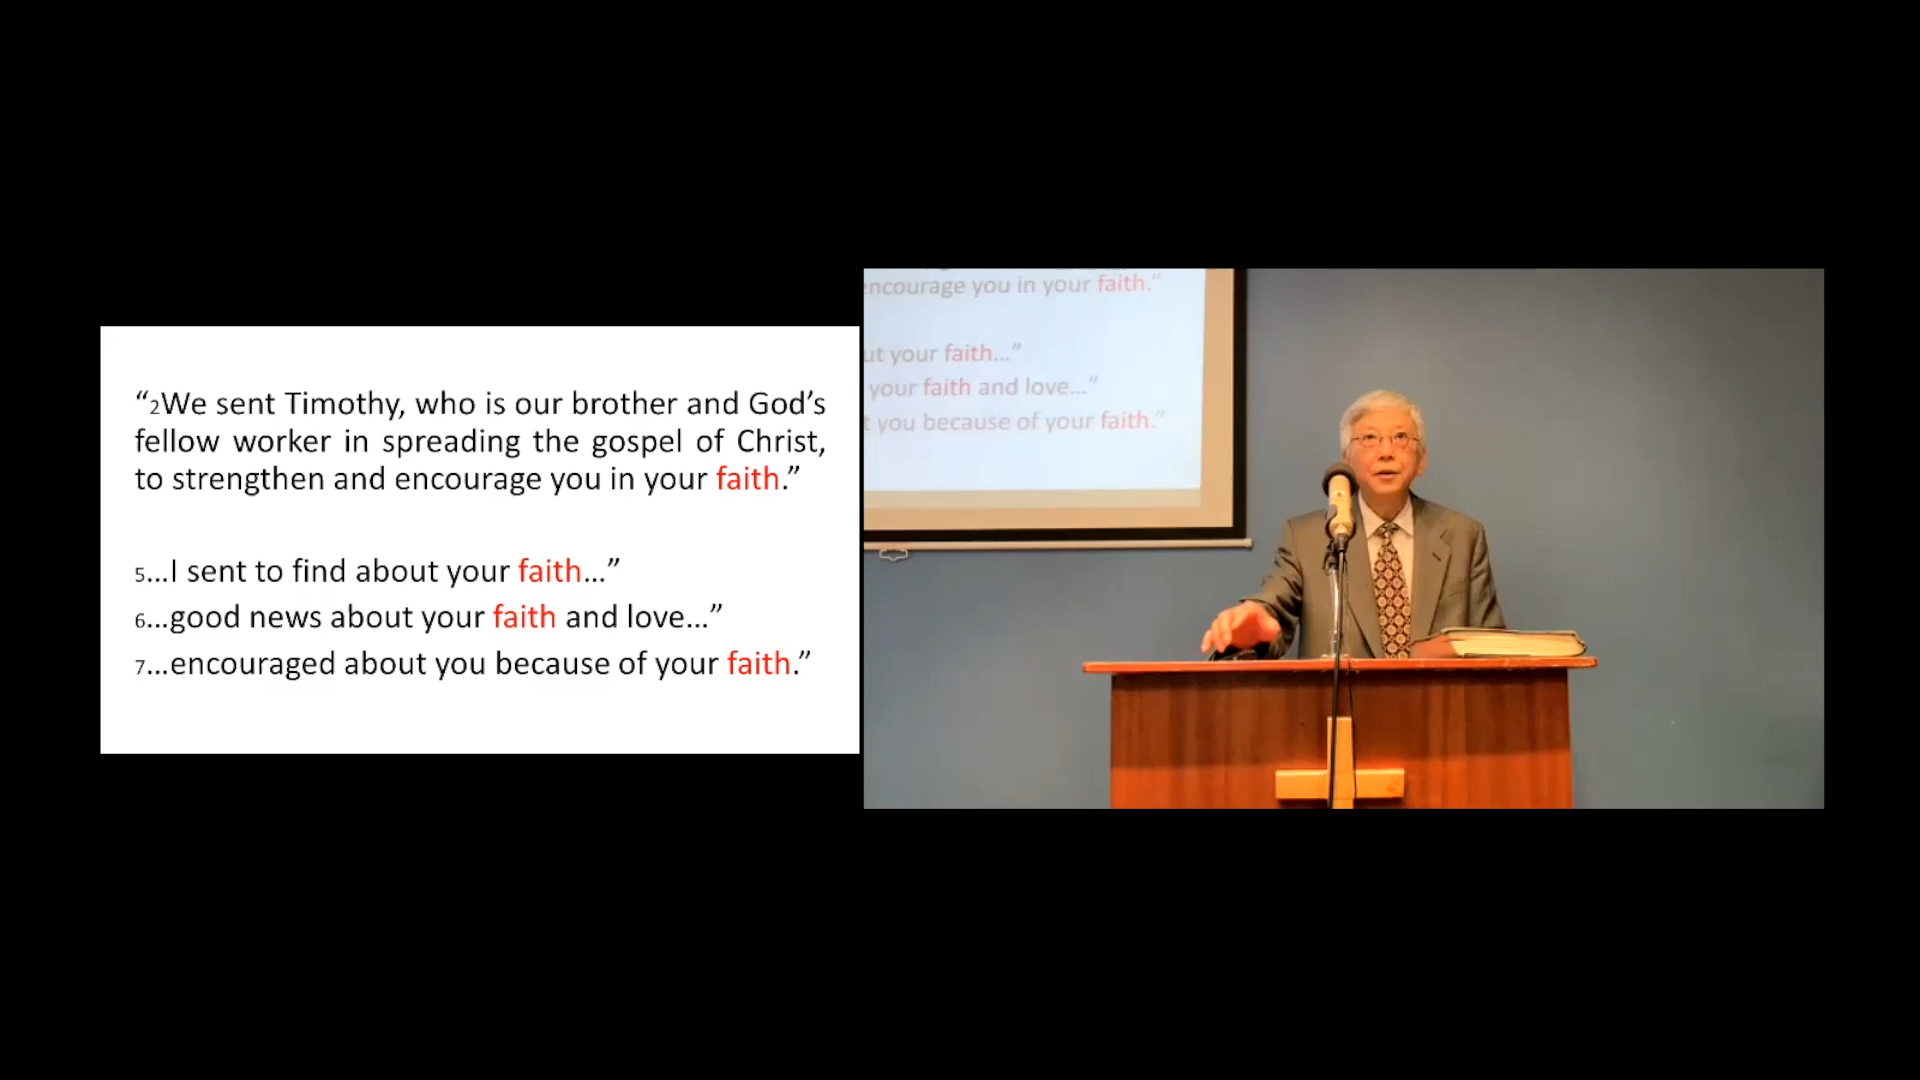 “2We sent Timothy, who is our brother and God’s
fellow worker in spreading the gospel of Christ,
to strengthen and encourage you in your faith.”
5...I sent to find about your faith...”
6...good news about your faith and love...”
7...encouraged about you because of your faith.”
encourage you in your faith.”
ut your faith...”
your faith and love...”
t you because of your faith.”